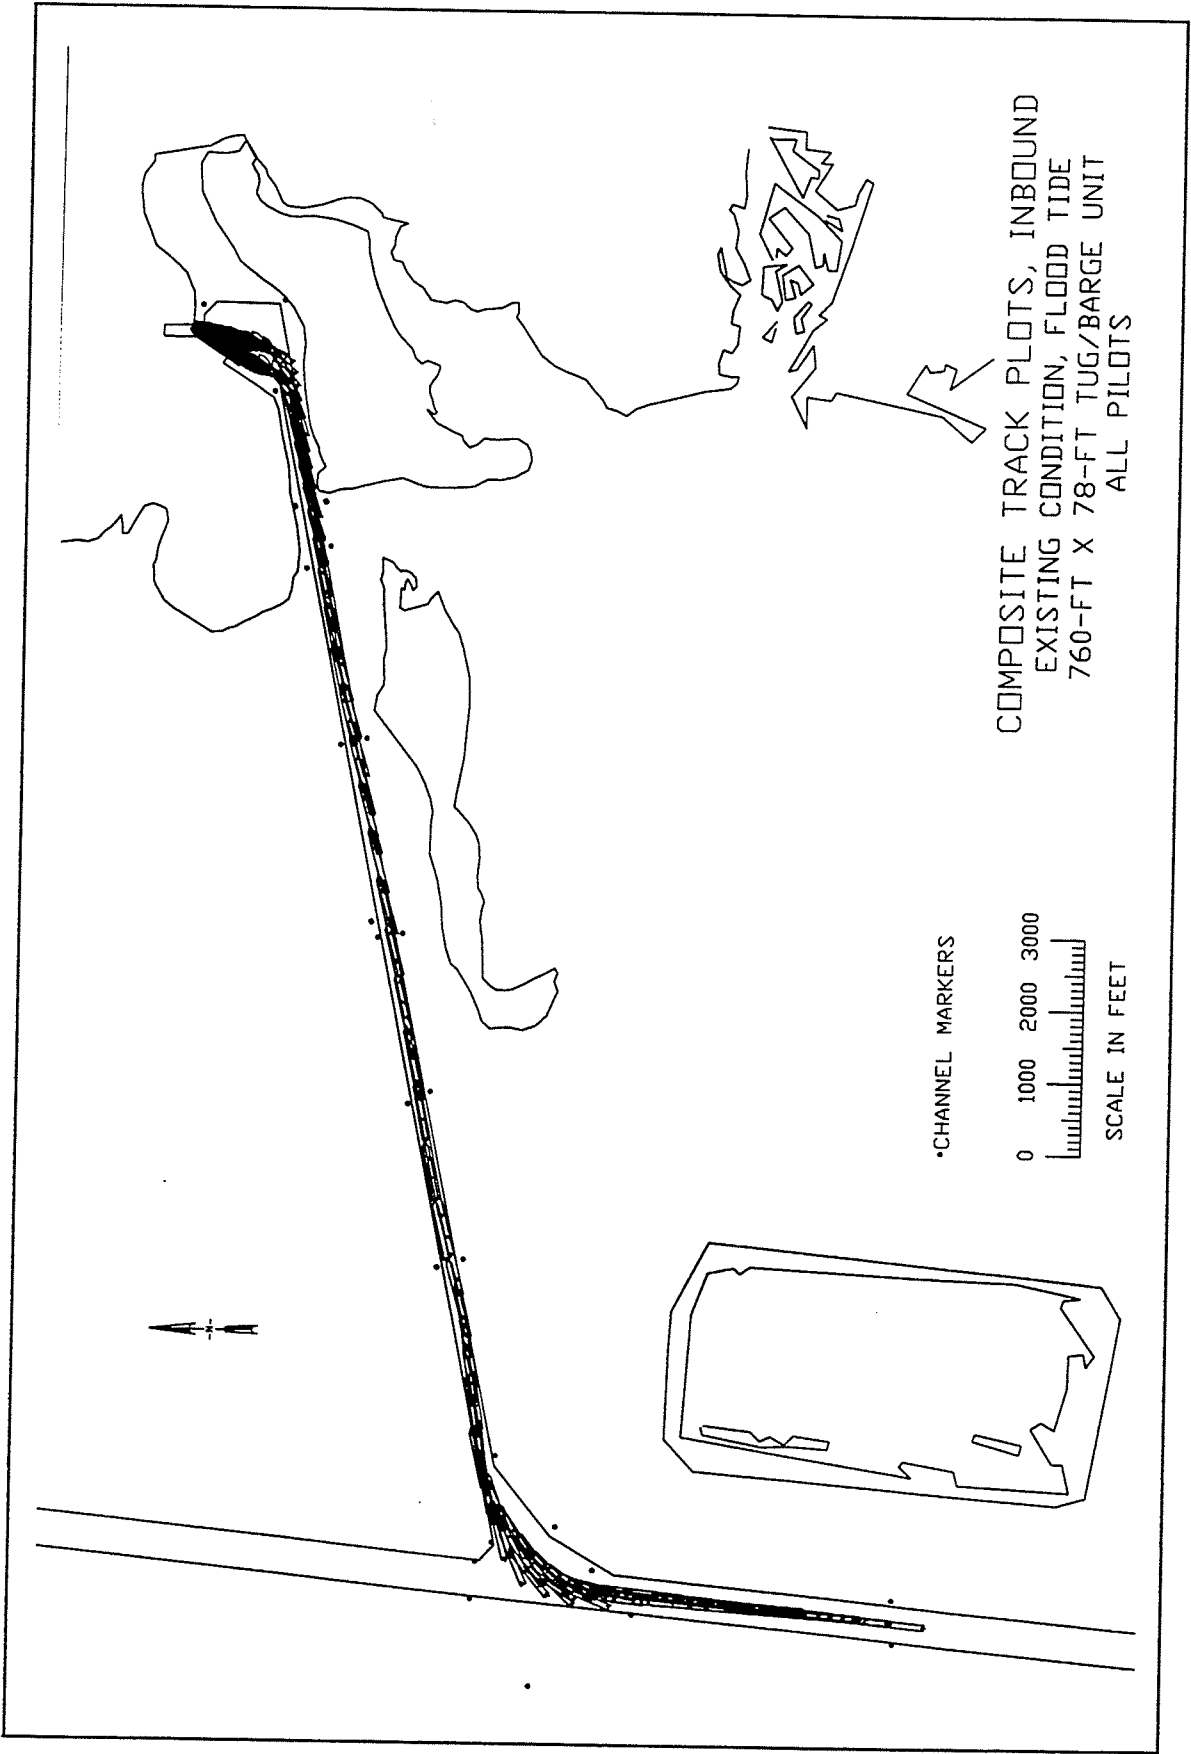 COMPOSITE TRACK PLOTS, INBOUND
EXISTING CONDITION, FLOOD TIDE
760-FT X 78-FT TUG/BARGE UNIT
ALL PILOTS
•CHANNEL MARKERS
0 1000 2000 3000
SCALE IN FEET
-N-